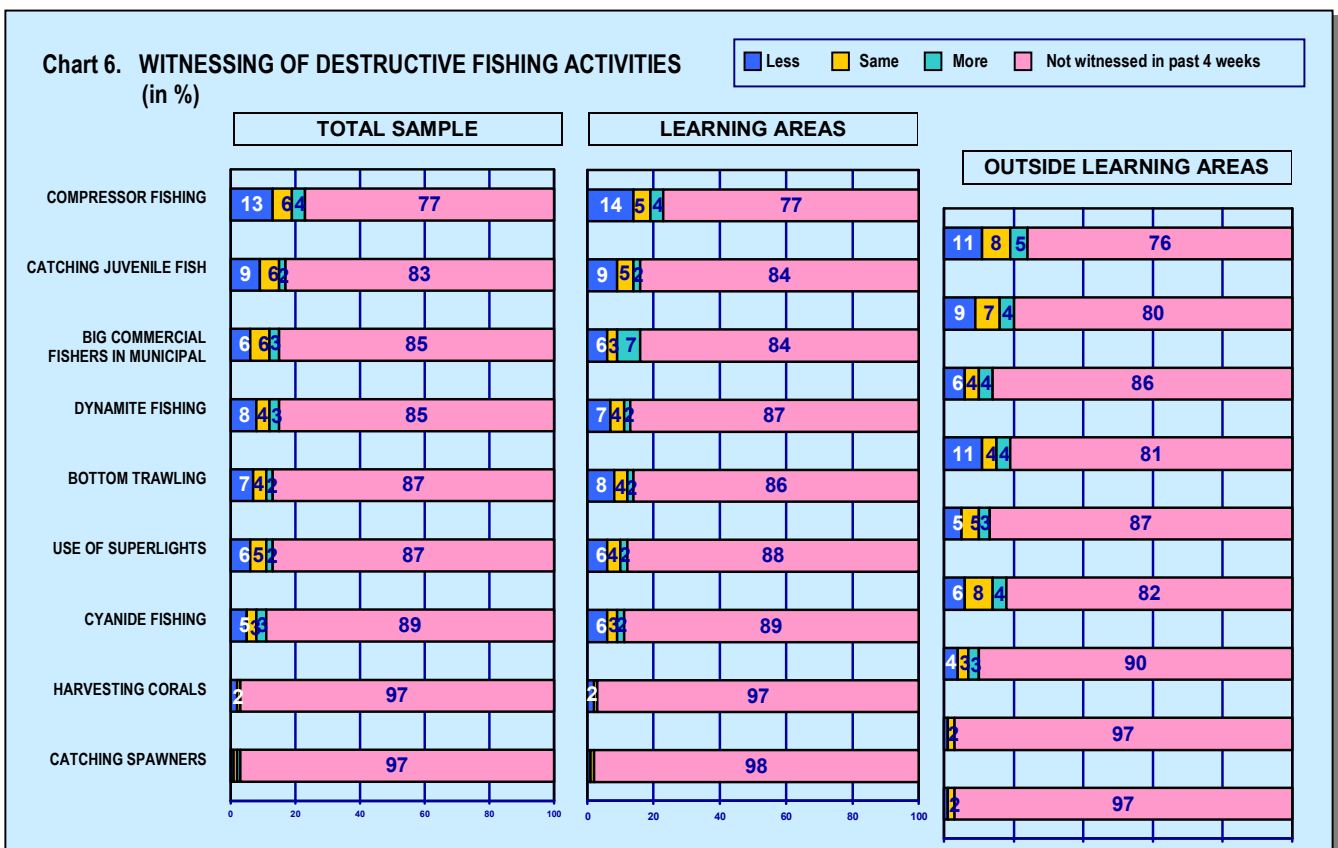 Chart 6. WITNESSING OF DESTRUCTIVE FISHING ACTIVITIES
(in %)
Less Same More Not witnessed in past 4 weeks
TOTAL SAMPLE LEARNING AREAS OUTSIDE LEARNING AREAS
COMPRESSOR FISHING 13 6 4 77 14 5 4 77 11 8 5 76
CATCHING JUVENILE FISH 9 6 2 83 9 5 2 84 9 7 4 80
BIG COMMERCIAL
FISHERS IN MUNICIPAL 6 6 3 85 6 3 7 84 6 4 4 86
DYNAMITE FISHING 8 4 3 85 7 4 2 87 11 4 4 81
BOTTOM TRAWLING 7 4 2 87 8 4 2 86 5 5 3 87
USE OF SUPERLIGHTS 6 5 2 87 6 4 2 88 6 8 4 82
CYANIDE FISHING 5 3 3 89 6 3 2 89 4 3 3 90
HARVESTING CORALS 2 97 2 97 2 97
CATCHING SPAWNERS 97 98 2 97
0 20 40 60 80 100 0 20 40 60 80 100